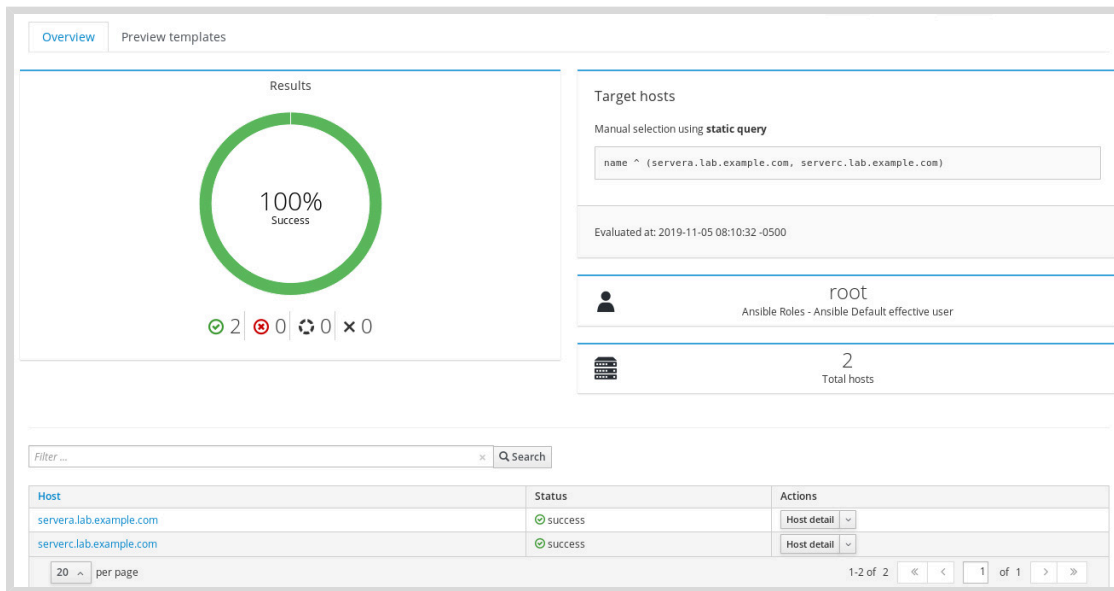 Overview Preview templates
Results
100%
Success
2 0 0 0
Target hosts
Manual selection using static query
name ^ (servera.lab.example.com, serverc.lab.example.com)
Evaluated at: 2019-11-05 08:10:32 -0500
root
Ansible Roles - Ansible Default effective user
2
Total hosts
Filter ... × Search
Host Status Actions
servera.lab.example.com success Host detail
serverc.lab.example.com success Host detail
20 per page 1-2 of 2 « < 1 of 1 > »